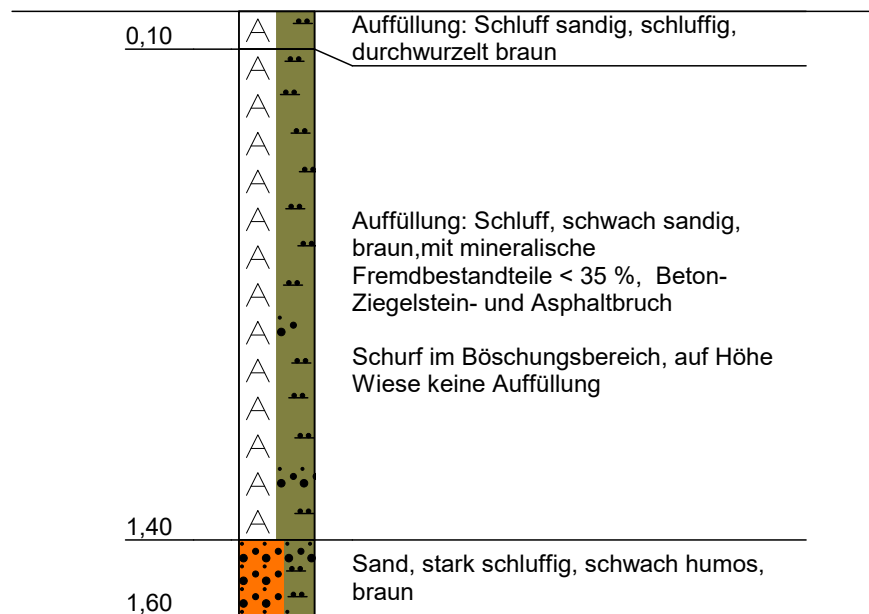 Auffüllung: Schluff sandig, schluffig,
0,10
durchwurzelt braun
A
A
A
A
A
A
A
A
A
A
A
A
A
A
Auffüllung: Schluff, schwach sandig,
braun,mit mineralische
Fremdbestandteile < 35 %, Beton-
Ziegelstein- und Asphaltbruch
Schurf im Böschungsbereich, auf Höhe
Wiese keine Auffüllung
1,40
Sand, stark schluffig, schwach humos,
braun
1,60